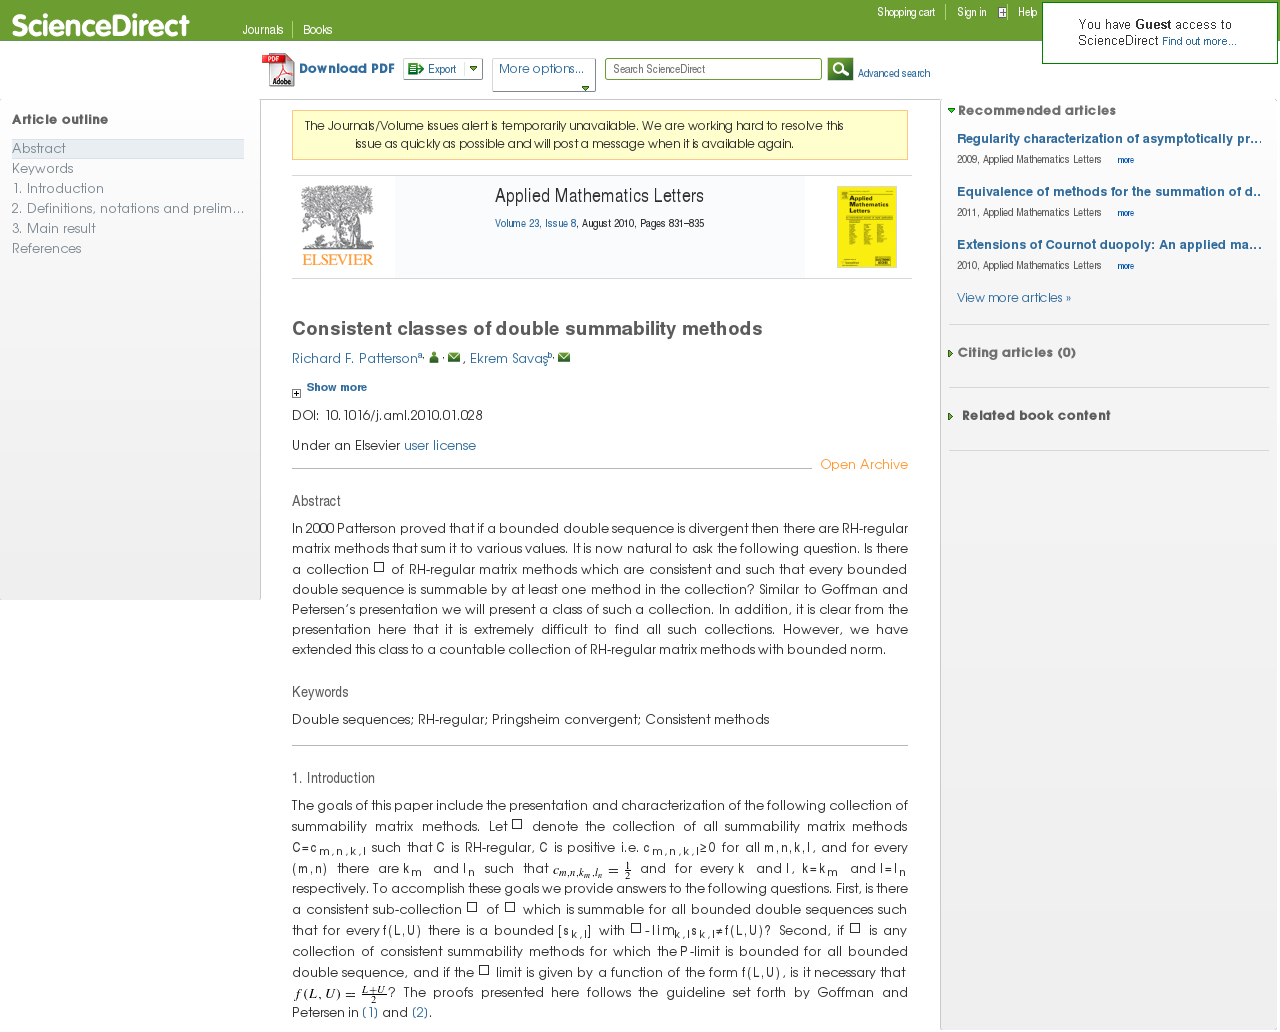 ScienceDirect
Journals
Books
Shopping cart
Sign in
Help
You have Guest access to
ScienceDirect Find out more...
Download PDF
Export
More options...
Search ScienceDirect
Advanced search
Article outline
Abstract
Keywords
1. Introduction
2. Definitions, notations and prelim...
3. Main result
References
The Journals/Volume issues alert is temporarily unavailable. We are working hard to resolve this
issue as quickly as possible and will post a message when it is available again.
ELSEVIER
Applied Mathematics Letters
Volume 23, Issue 8, August 2010, Pages 831–835
Applied
Mathematics
Letters
Consistent classes of double summability methods
Richard F. Patterson a, , , Ekrem Savaş b,
Show more
DOI: 10.1016/j.aml.2010.01.028
Under an Elsevier user license
Open Archive
Abstract
In 2000 Patterson proved that if a bounded double sequence is divergent then there are RH-regular
matrix methods that sum it to various values. It is now natural to ask the following question. Is there
a collection □ of RH-regular matrix methods which are consistent and such that every bounded
double sequence is summable by at least one method in the collection? Similar to Goffman and
Petersen's presentation we will present a class of such a collection. In addition, it is clear from the
presentation here that it is extremely difficult to find all such collections. However, we have
extended this class to a countable collection of RH-regular matrix methods with bounded norm.
Keywords
Double sequences; RH-regular; Pringsheim convergent; Consistent methods
1. Introduction
The goals of this paper include the presentation and characterization of the following collection of
summability matrix methods. Let □ denote the collection of all summability matrix methods
C=c_{m,n,k,l} such that C is RH-regular, C is positive i.e. c_{m,n,k,l}≥0 for all m,n,k,l, and for every
(m,n) there are k_m and l_n such that c_{m,n,k_m,l_n} = 1/2 and for every k and l, k=k_m and l=l_n
respectively. To accomplish these goals we provide answers to the following questions. First, is there
a consistent sub-collection □ of □ which is summable for all bounded double sequences such
that for every f(L,U) there is a bounded [s_{k,l}] with □-lim_{k,l}s_{k,l}≠f(L,U)? Second, if □ is any
collection of consistent summability methods for which the P-limit is bounded for all bounded
double sequence, and if the □ limit is given by a function of the form f(L,U), is it necessary that
f(L, U) = (L+U)/2? The proofs presented here follows the guideline set forth by Goffman and
Petersen in (1) and (2).
Recommended articles
Regularity characterization of asymptotically pr...
2009, Applied Mathematics Letters more
Equivalence of methods for the summation of d..
2011, Applied Mathematics Letters more
Extensions of Cournot duopoly: An applied ma...
2010, Applied Mathematics Letters more
View more articles »
Citing articles (0)
Related book content